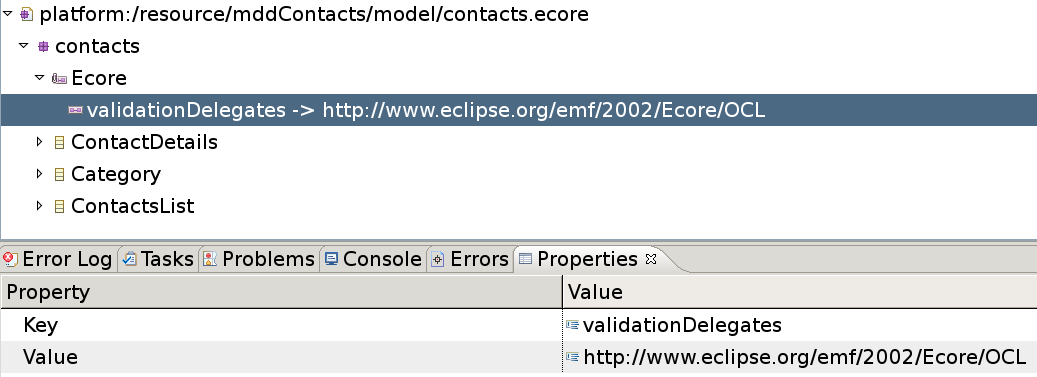 platform:/resource/mddContacts/model/contacts.ecore
contacts
Ecore
validationDelegates -> http://www.eclipse.org/emf/2002/Ecore/OCL
ContactDetails
Category
ContactsList
Error Log Tasks Problems Console Errors Properties
Property Value
Key validationDelegates
Value http://www.eclipse.org/emf/2002/Ecore/OCL